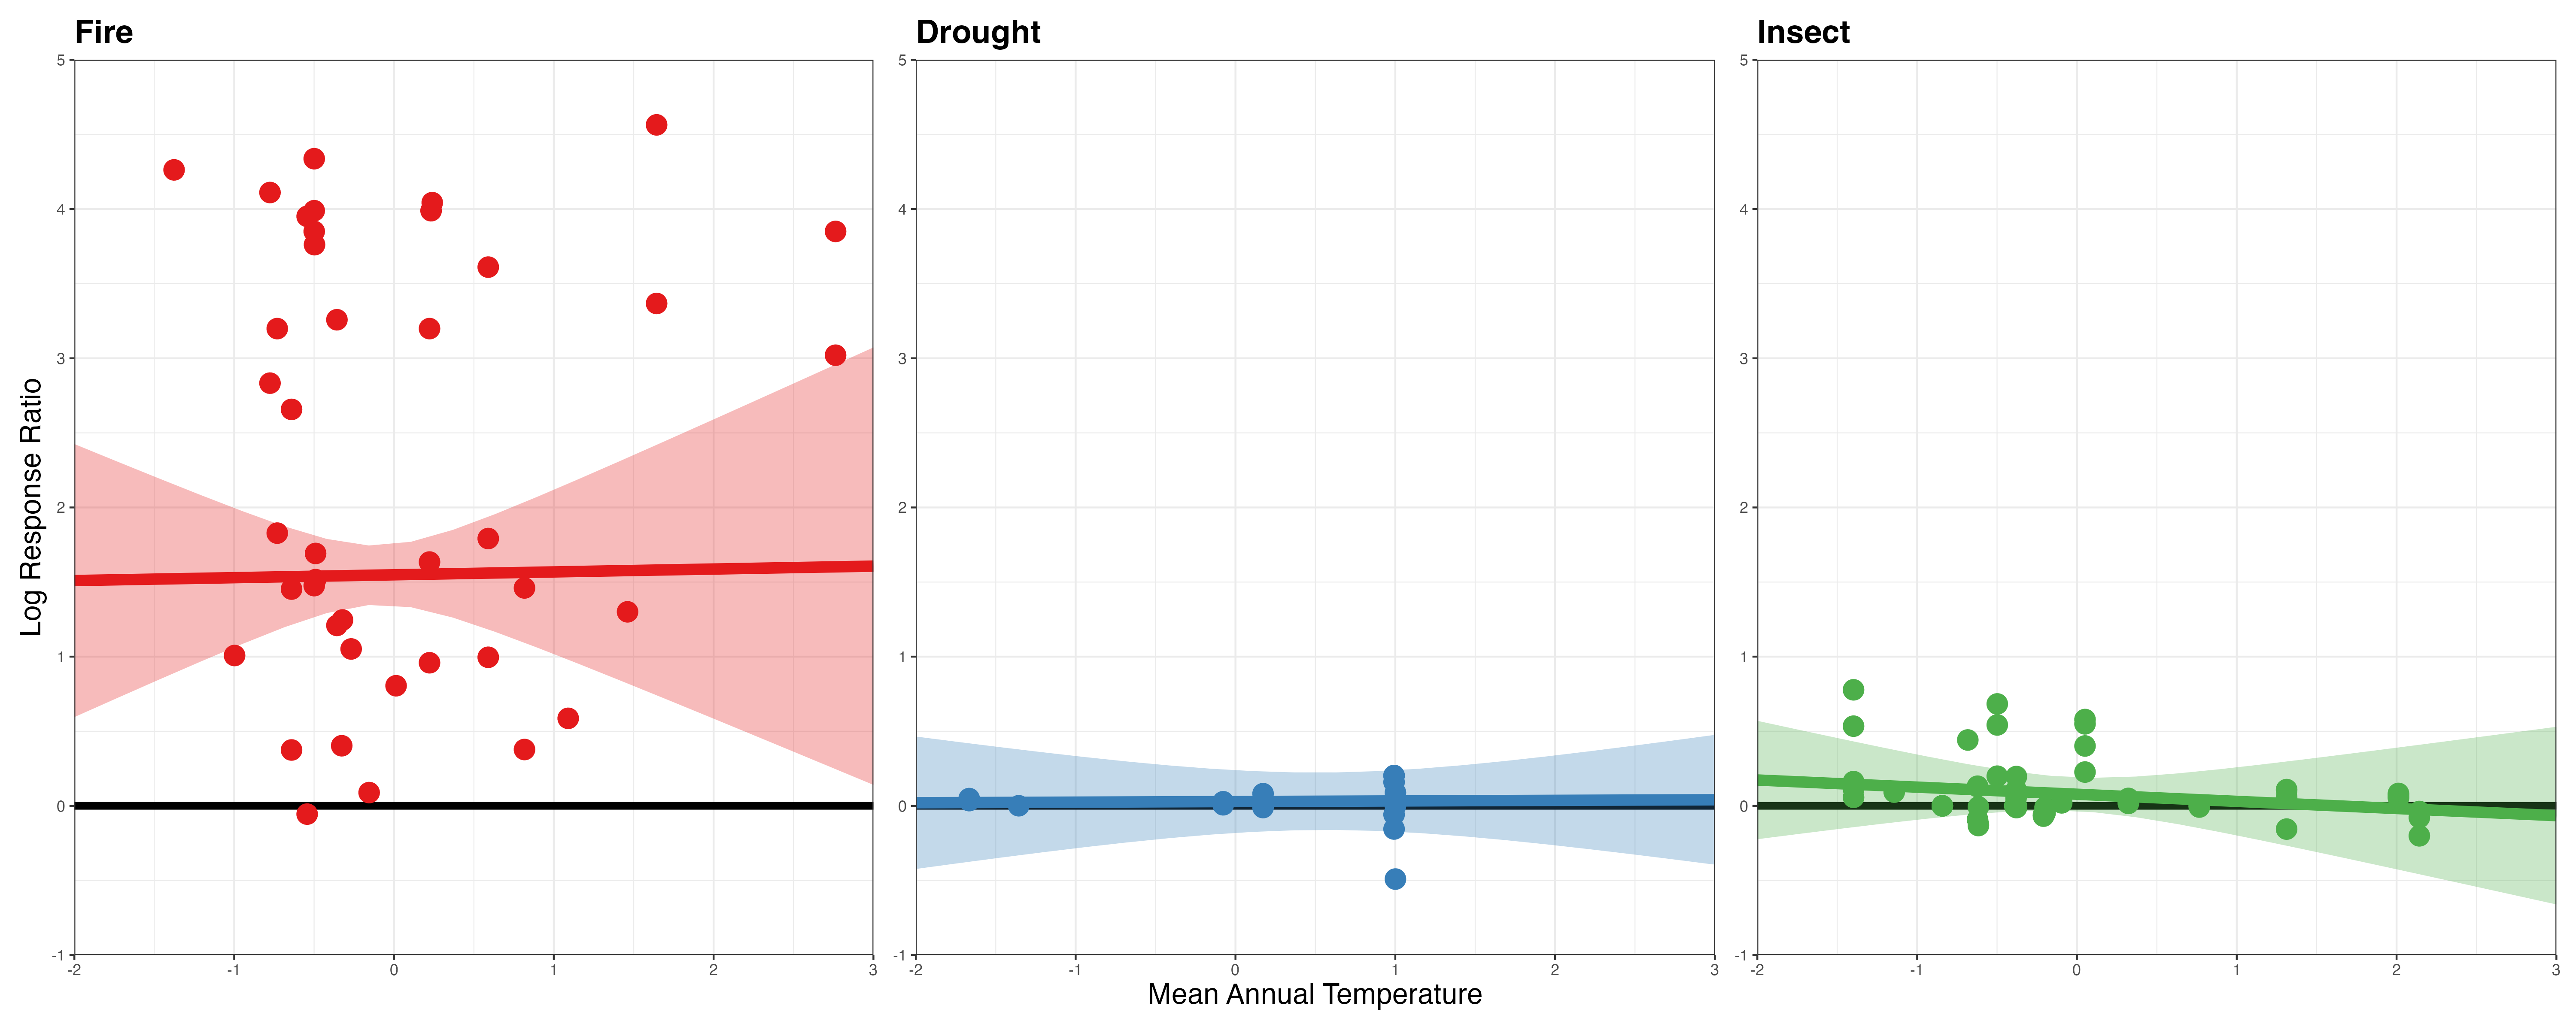 Fire Drought Insect
5 5 5
4 4 4
3 3 3
2 2 2
1 1 1
0 0 0
-1 -1 -1
-2 -1 0 1 2 3 -2 -1 0 1 2 3 -2 -1 0 1 2 3
Log Response Ratio
Mean Annual Temperature